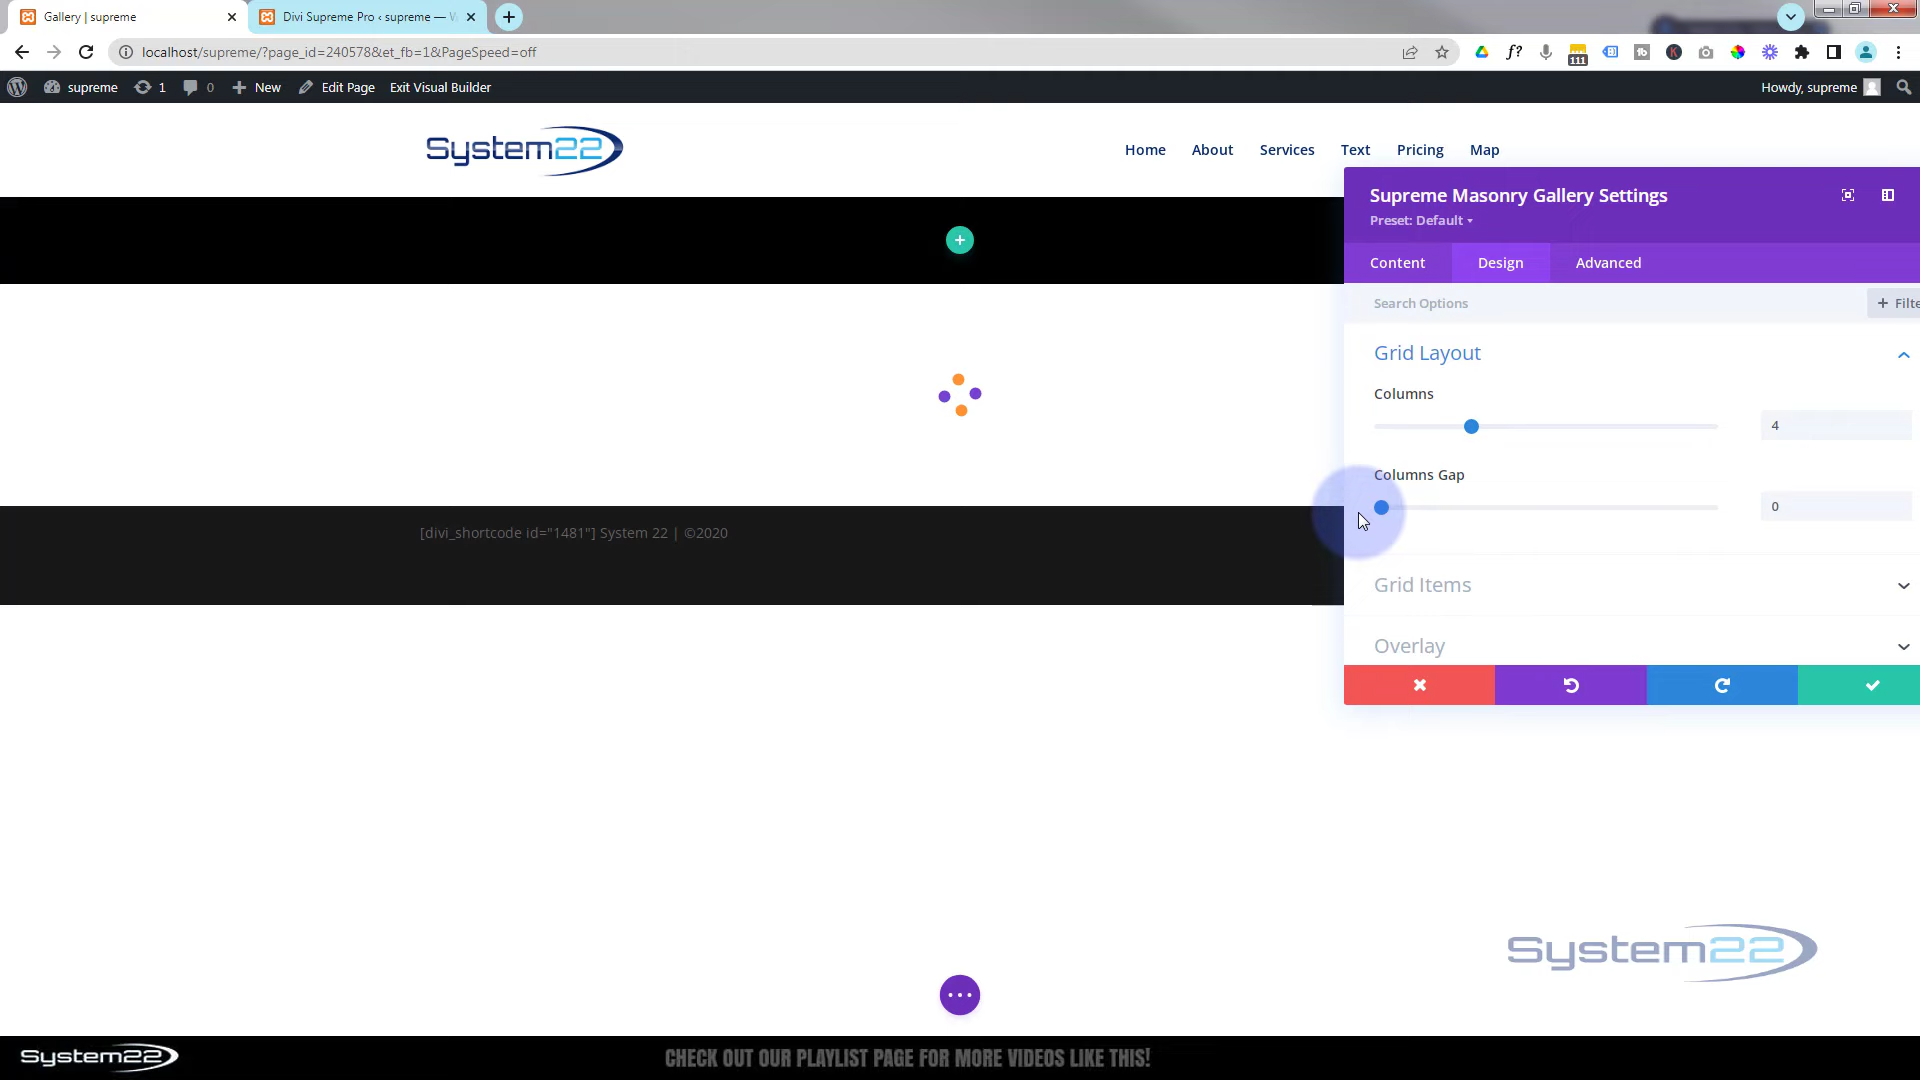 Gallery | supreme
Divi Supreme Pro ‹ supreme — W
localhost/supreme/?page_id=240578&et_fb=1&PageSpeed=off
f?
tb
K
111
supreme
1
0
New
Edit Page
Exit Visual Builder
Howdy, supreme
System22
Home
About
Services
Text
Pricing
Map
Supreme Masonry Gallery Settings
Preset: Default
Content
Design
Advanced
Search Options
+ Filte
Grid Layout
Columns
4
Columns Gap
0
[divi_shortcode id="1481"] System 22 | ©2020
Grid Items
Overlay
System22
System22
CHECK OUT OUR PLAYLIST PAGE FOR MORE VIDEOS LIKE THIS!